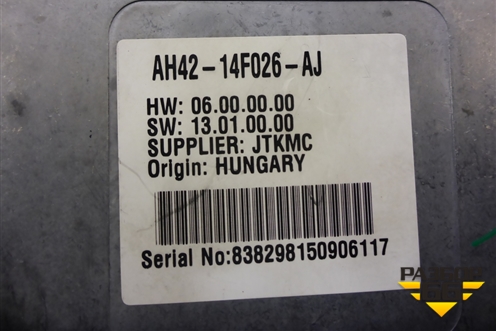 AH42-14F026-AJ
HW: 06.00.00.00
SW: 13.01.00.00
SUPPLIER: JTKMC
Origin: HUNGARY
Serial No:838298150906117